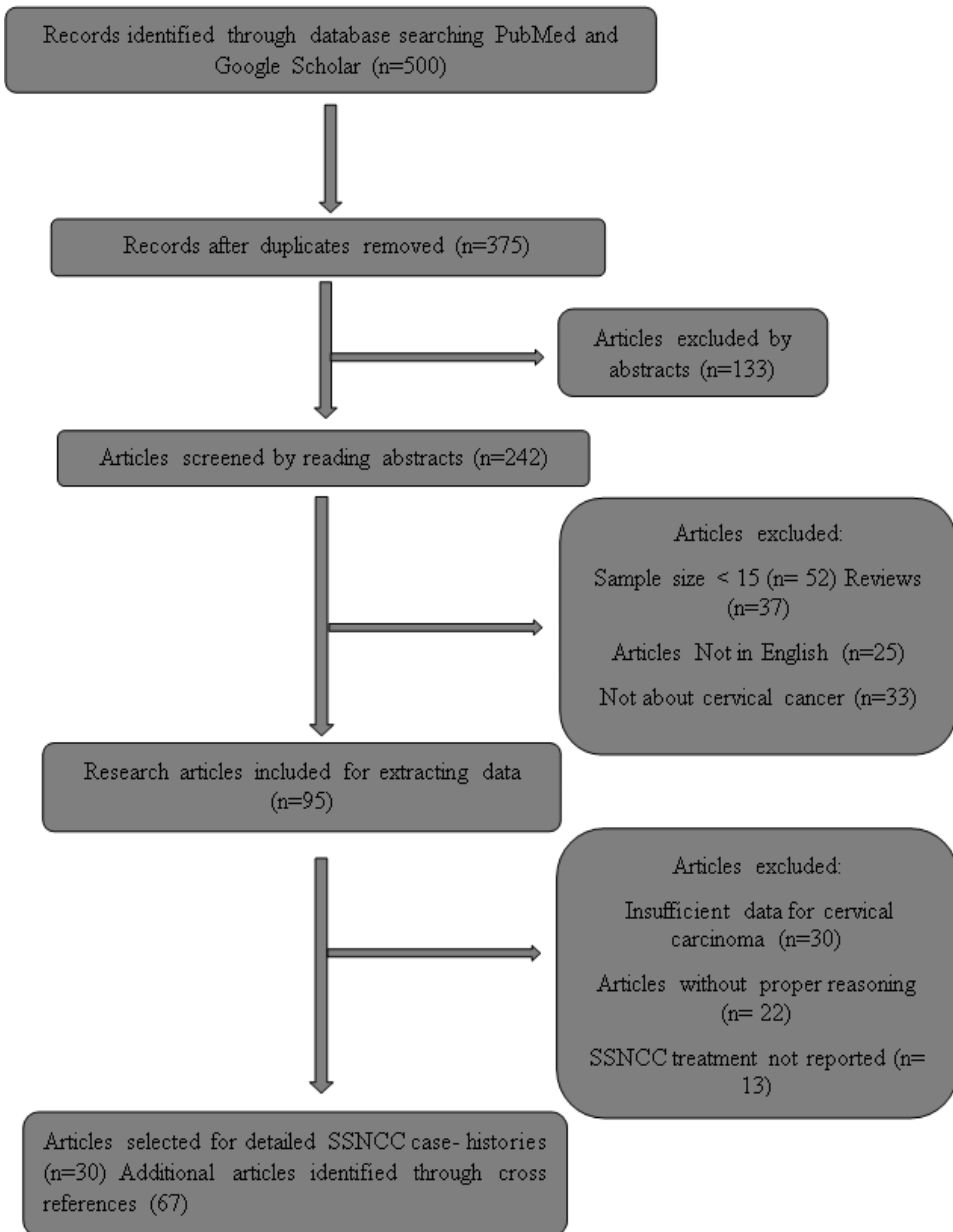 Records identified through database searching PubMed and
Google Scholar (n=500)
Records after duplicates removed (n=375)
Articles excluded by
abstracts (n=133)
Articles screened by reading abstracts (n=242)
Articles excluded:
Sample size < 15 (n= 52) Reviews
(n=37)
Articles Not in English (n=25)
Not about cervical cancer (n=33)
Research articles included for extracting data
(n=95)
Articles excluded:
Insufficient data for cervical
carcinoma (n=30)
Articles without proper reasoning
(n= 22)
SSNCC treatment not reported (n=
13)
Articles selected for detailed SSNCC case- histories
(n=30) Additional articles identified through cross
references (67)